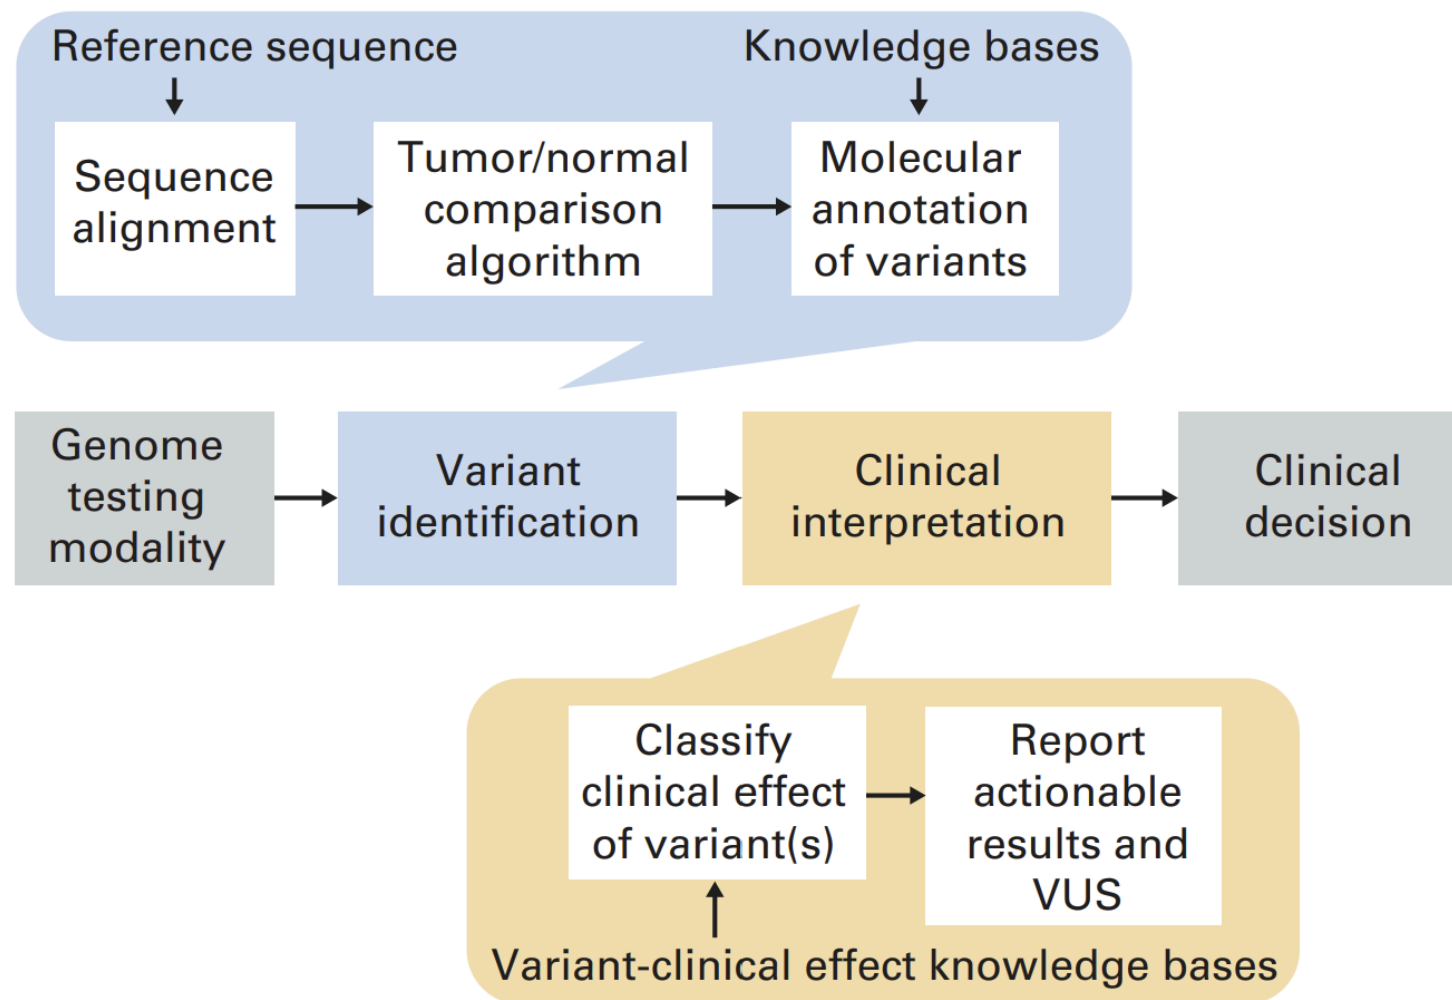 Reference sequence
Knowledge bases
Sequence
alignment
Tumor/normal
comparison
algorithm
Molecular
annotation
of variants
Genome
testing
modality
Variant
identification
Clinical
interpretation
Clinical
decision
Classify
clinical effect
of variant(s)
Report
actionable
results and
VUS
Variant-clinical effect knowledge bases